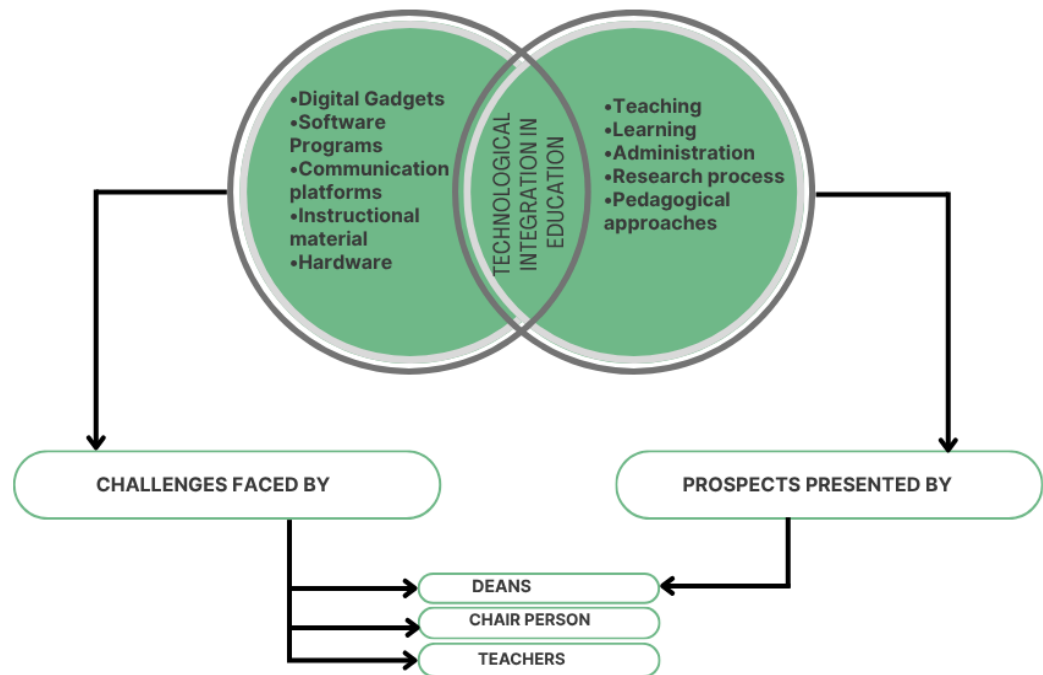 •Digital Gadgets
•Software
Programs
•Communication
platforms
•Instructional
material
•Hardware
TECHNOLOGICAL
INTEGRATION IN
EDUCATION
•Teaching
•Learning
•Administration
•Research process
•Pedagogical
approaches
CHALLENGES FACED BY
PROSPECTS PRESENTED BY
DEANS
CHAIR PERSON
TEACHERS